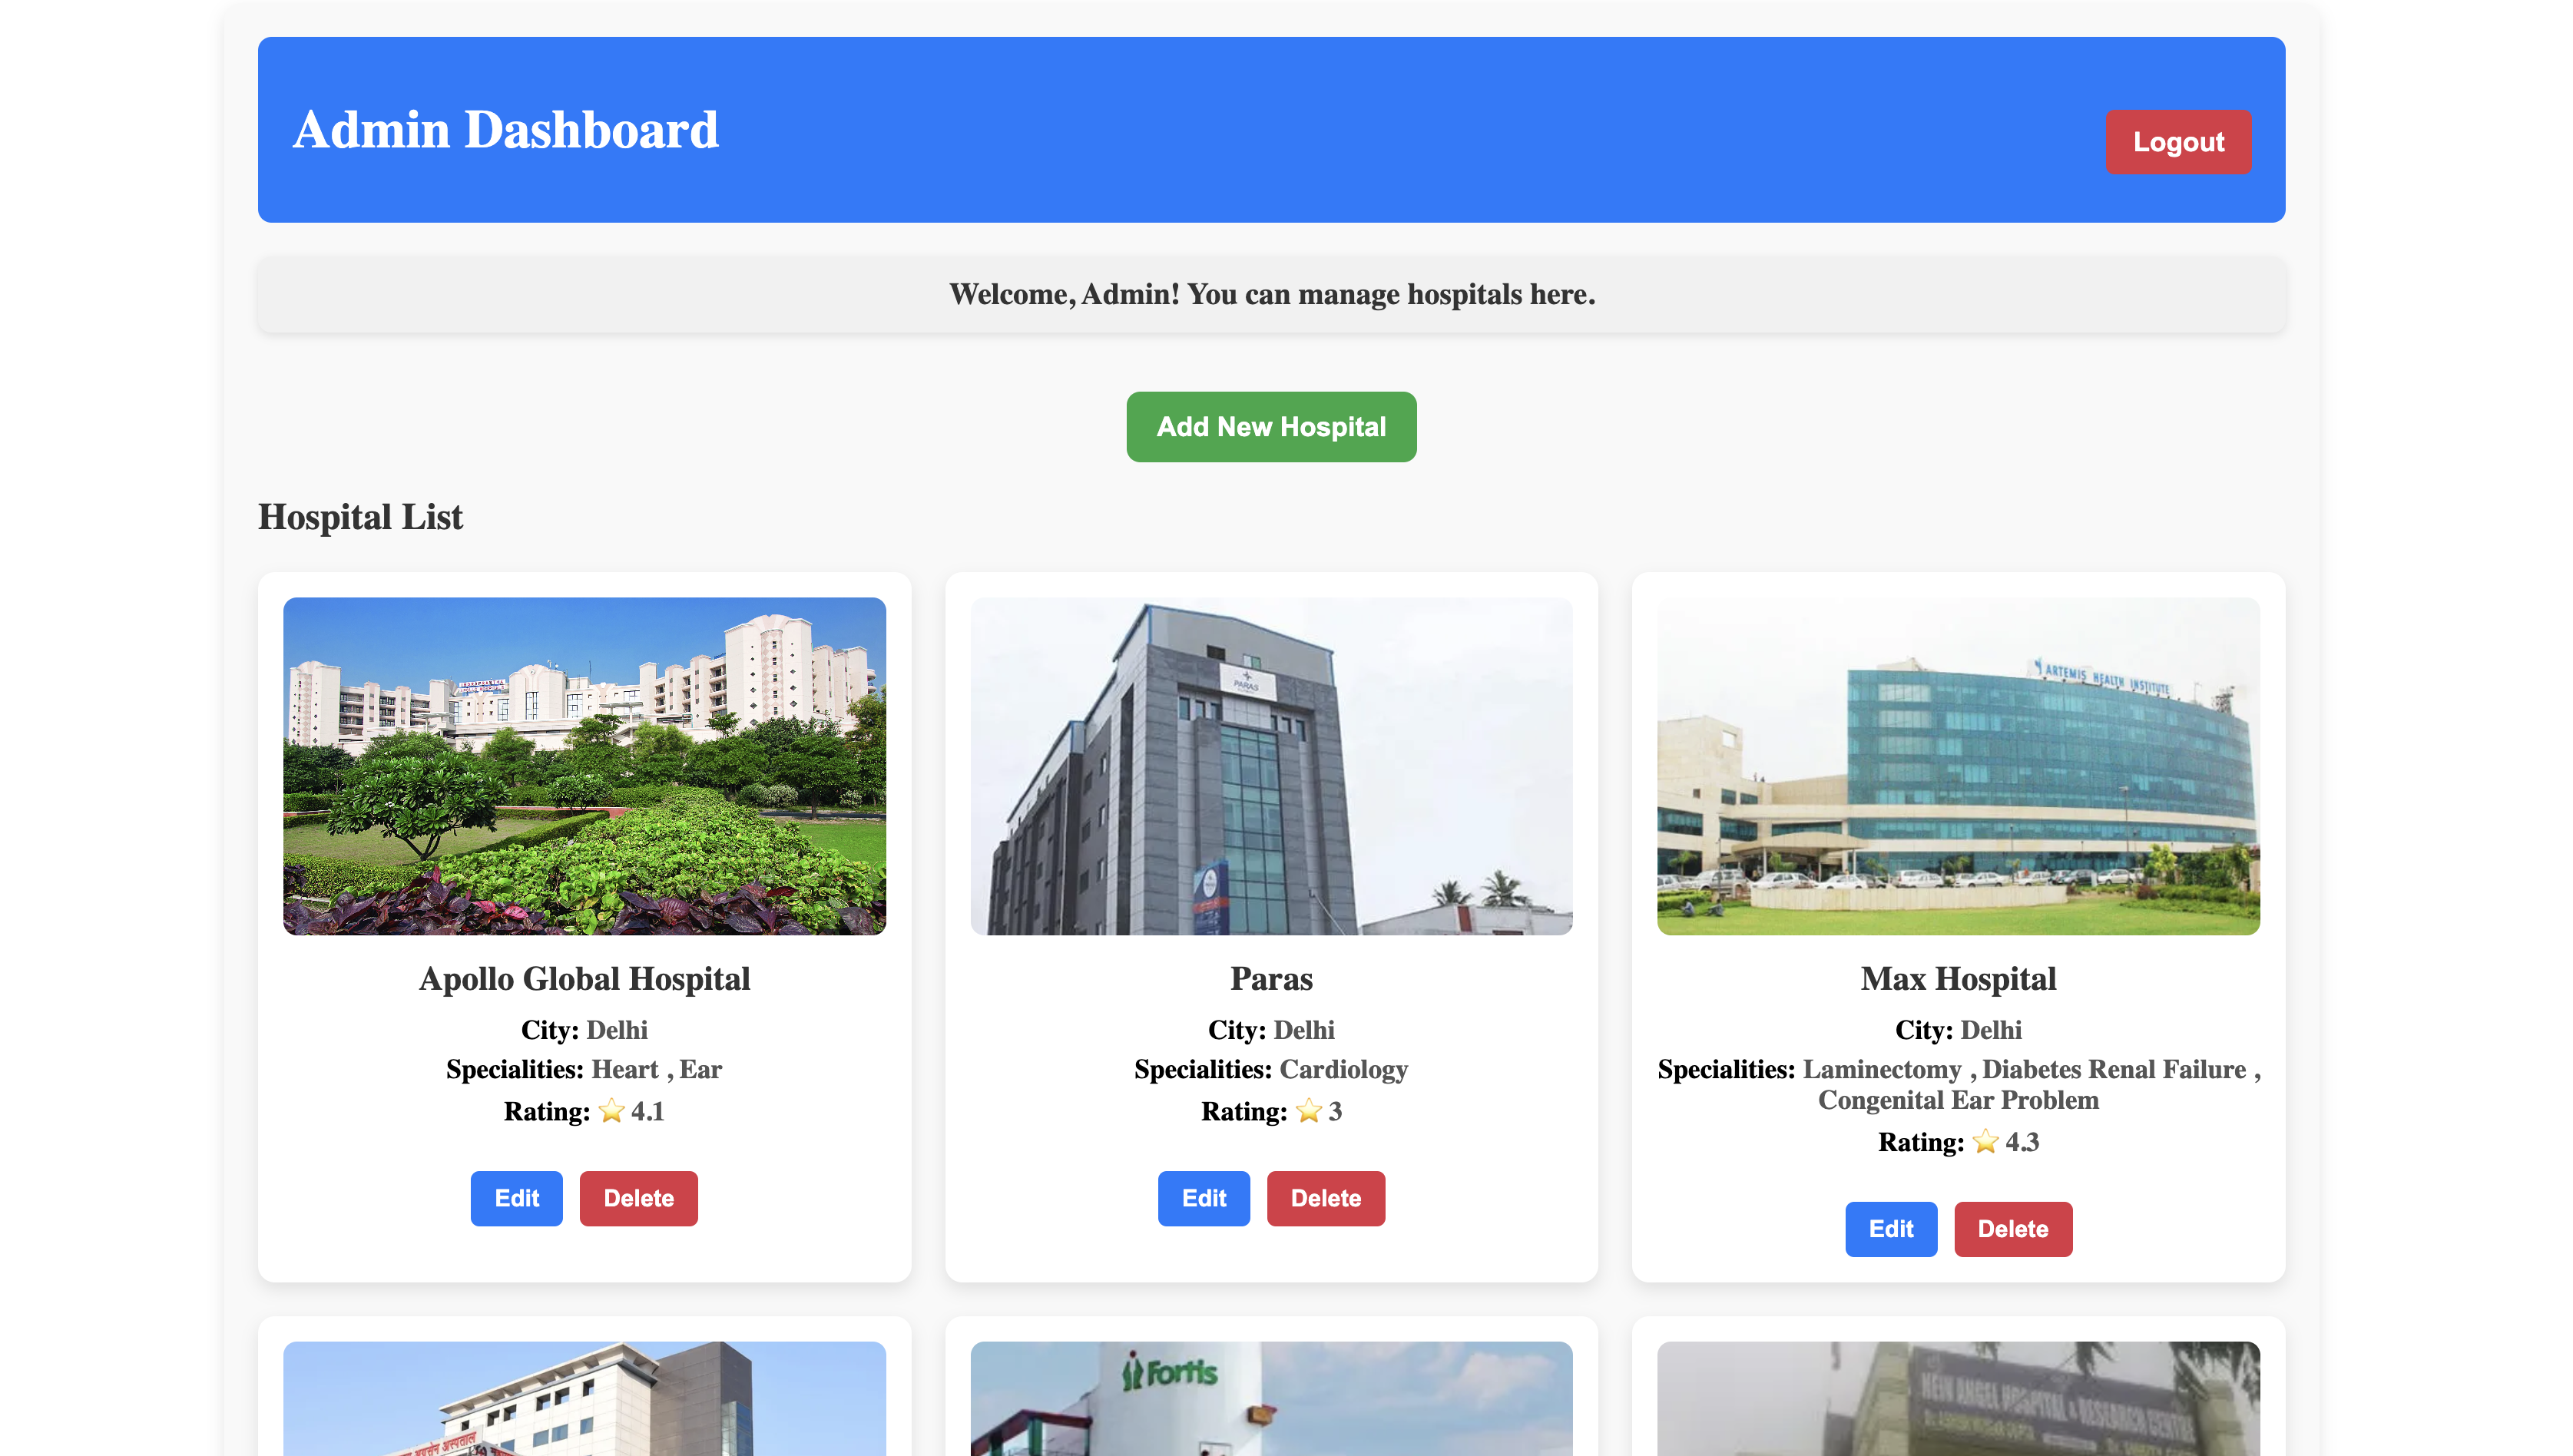 Admin Dashboard
Logout
Welcome, Admin! You can manage hospitals here.
Add New Hospital
Hospital List
PARAS
ARTEMIS HEALTH INSTITUTE
Apollo Global Hospital
City: Delhi
Specialities: Heart , Ear
Rating: ⭐ 4.1
Edit
Delete
Paras
City: Delhi
Specialities: Cardiology
Rating: ⭐ 3
Edit
Delete
Max Hospital
City: Delhi
Specialities: Laminectomy , Diabetes Renal Failure ,
Congenital Ear Problem
Rating: ⭐ 4.3
Edit
Delete
अस्पताल
Fortis
NEW ANGEL HOSPITAL & RESEARCH CENTRE